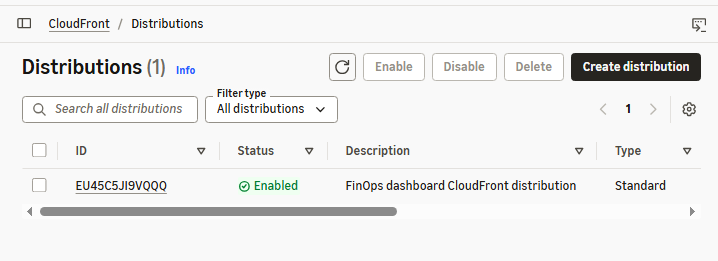 CloudFront / Distributions
Distributions (1) Info
Enable Disable Delete Create distribution
Search all distributions
Filter type
All distributions
1
ID Status Description Type
EU45C5JI9VQQQ Enabled FinOps dashboard CloudFront distribution Standard